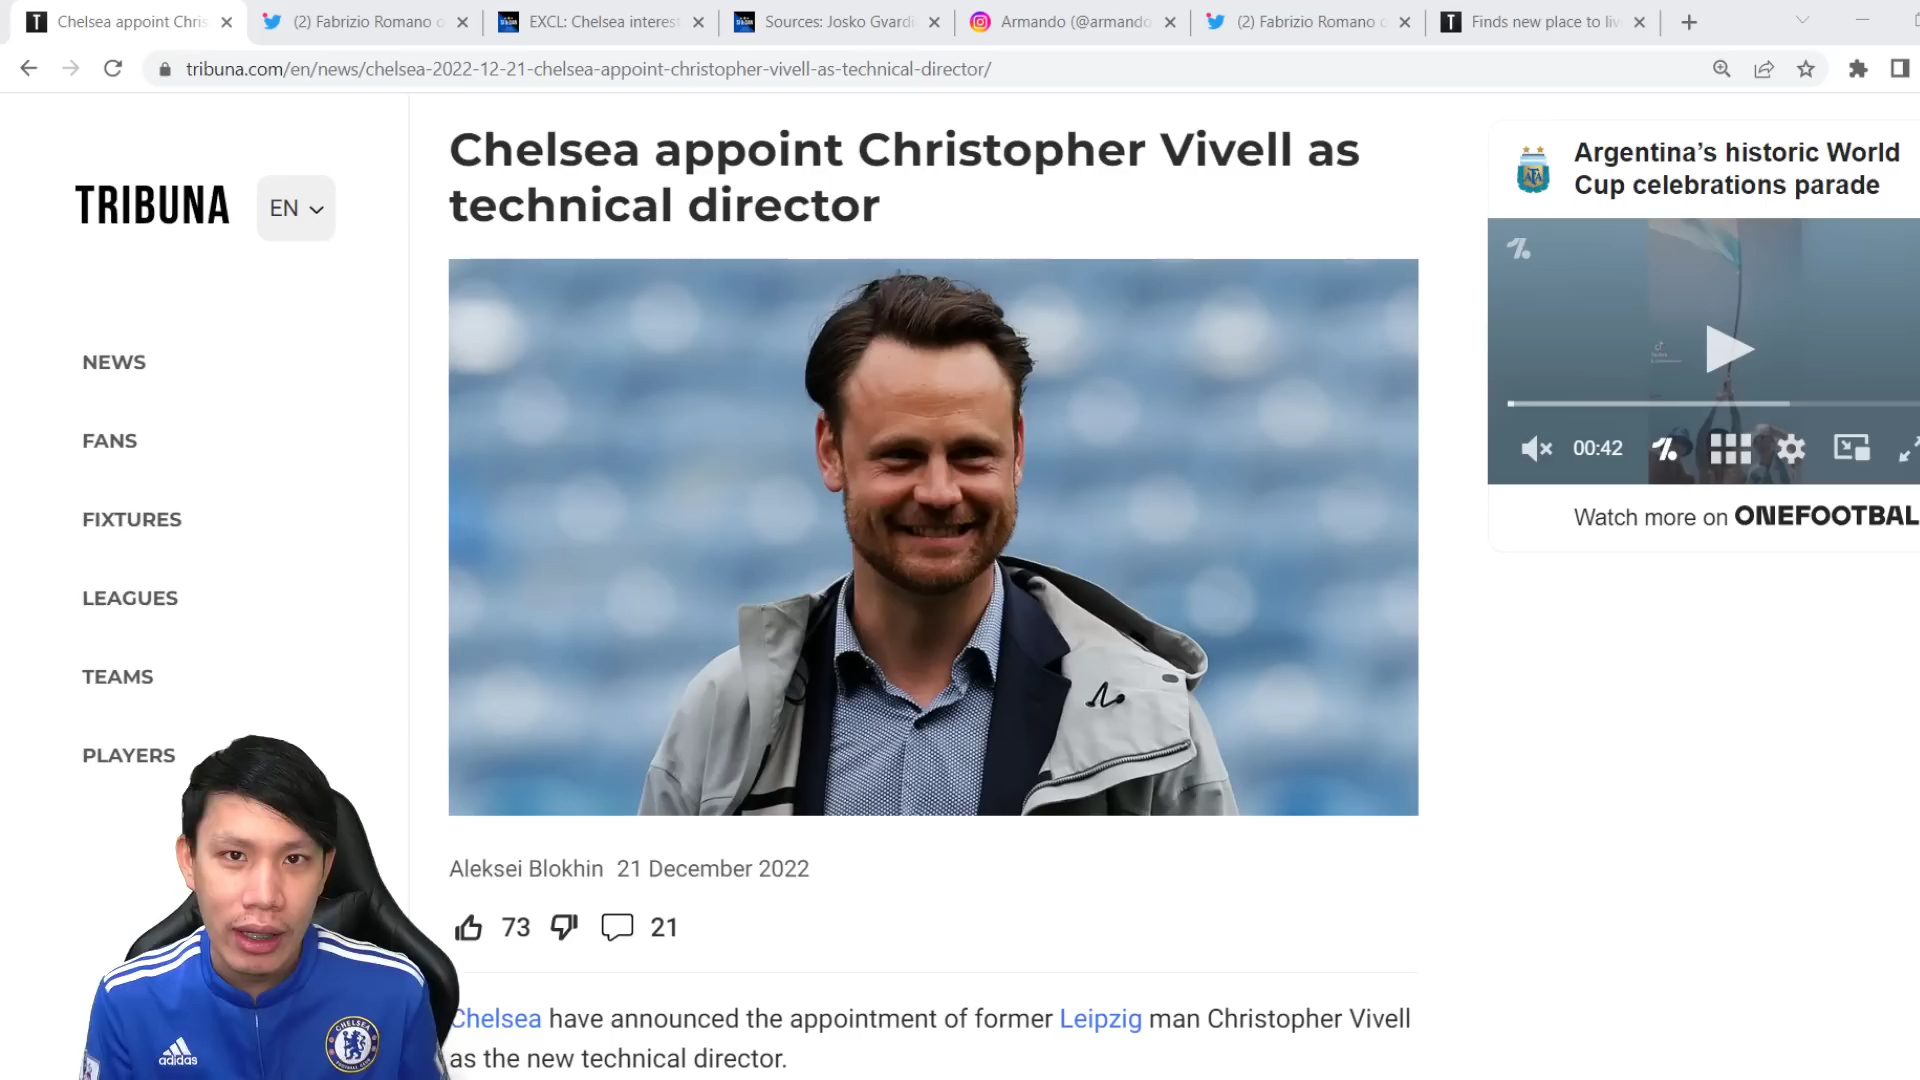 Chelsea appoint Chris
(2) Fabrizio Romano o
EXCL: Chelsea interest
Sources: Josko Gvardi
Armando (@armando
(2) Fabrizio Romano o
Finds new place to liv
tribuna.com/en/news/chelsea-2022-12-21-chelsea-appoint-christopher-vivell-as-technical-director/
TRIBUNA
EN
NEWS
FANS
FIXTURES
LEAGUES
TEAMS
PLAYERS
Chelsea appoint Christopher Vivell as
technical director
Aleksei Blokhin 21 December 2022
73
21
Chelsea have announced the appointment of former Leipzig man Christopher Vivell
as the new technical director.
Argentina’s historic World
Cup celebrations parade
00:42
Watch more on ONEFOOTBAL
adidas
CHELSEA